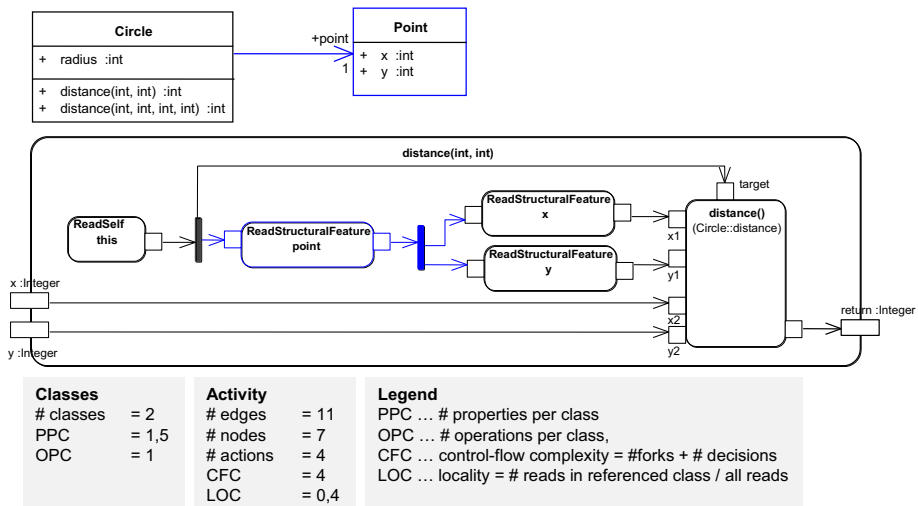 Circle
+ radius :int
+ distance(int, int) :int
+ distance(int, int, int, int) :int
+point
1
Point
+ x :int
+ y :int
distance(int, int)
ReadSelf
this
ReadStructuralFeature
point
ReadStructuralFeature
x
ReadStructuralFeature
y
target
distance()
(Circle::distance)
x1
y1
x2
y2
x :Integer
y :Integer
return :Integer
Classes
# classes = 2
PPC = 1,5
OPC = 1
Activity
# edges = 11
# nodes = 7
# actions = 4
CFC = 4
LOC = 0,4
Legend
PPC … # properties per class
OPC … # operations per class,
CFC … control-flow complexity = #forks + # decisions
LOC … locality = # reads in referenced class / all reads